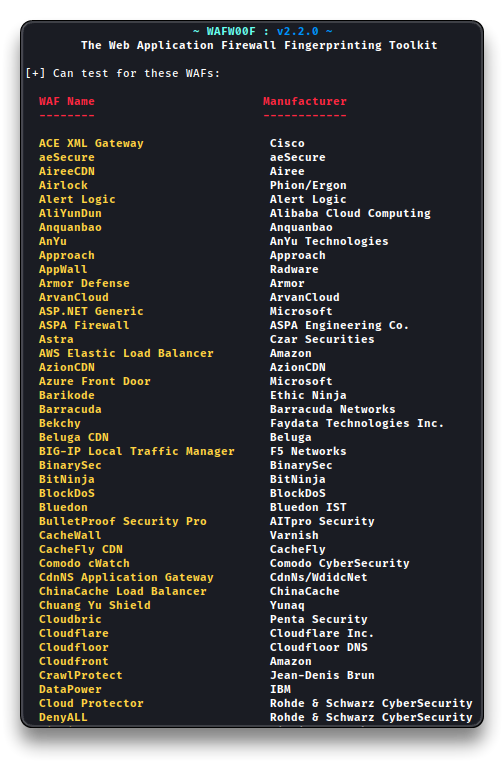 ~ WAFW00F : v2.2.0 ~
The Web Application Firewall Fingerprinting Toolkit
[+] Can test for these WAFs:
WAF Name Manufacturer
-------- ------------
ACE XML Gateway Cisco
aeSecure aeSecure
AireeCDN Airee
Airlock Phion/Ergon
Alert Logic Alert Logic
AliYunDun Alibaba Cloud Computing
Anquanbao Anquanbao
AnYu AnYu Technologies
Approach Approach
AppWall Radware
Armor Defense Armor
ArvanCloud ArvanCloud
ASP.NET Generic Microsoft
ASPA Firewall ASPA Engineering Co.
Astra Czar Securities
AWS Elastic Load Balancer Amazon
AzionCDN AzionCDN
Azure Front Door Microsoft
Barikode Ethic Ninja
Barracuda Barracuda Networks
Bekchy Faydata Technologies Inc.
Beluga CDN Beluga
BIG-IP Local Traffic Manager F5 Networks
BinarySec BinarySec
BitNinja BitNinja
BlockDoS BlockDoS
Bluedon Bluedon IST
BulletProof Security Pro AITpro Security
CacheWall Varnish
CacheFly CDN CacheFly
Comodo cWatch Comodo CyberSecurity
CdnNS Application Gateway CdnNs/WdidcNet
ChinaCache Load Balancer ChinaCache
Chuang Yu Shield Yunaq
Cloudbric Penta Security
Cloudflare Cloudflare Inc.
Cloudfloor Cloudfloor DNS
Cloudfront Amazon
CrawlProtect Jean-Denis Brun
DataPower IBM
Cloud Protector Rohde & Schwarz CyberSecurity
DenyALL Rohde & Schwarz CyberSecurity